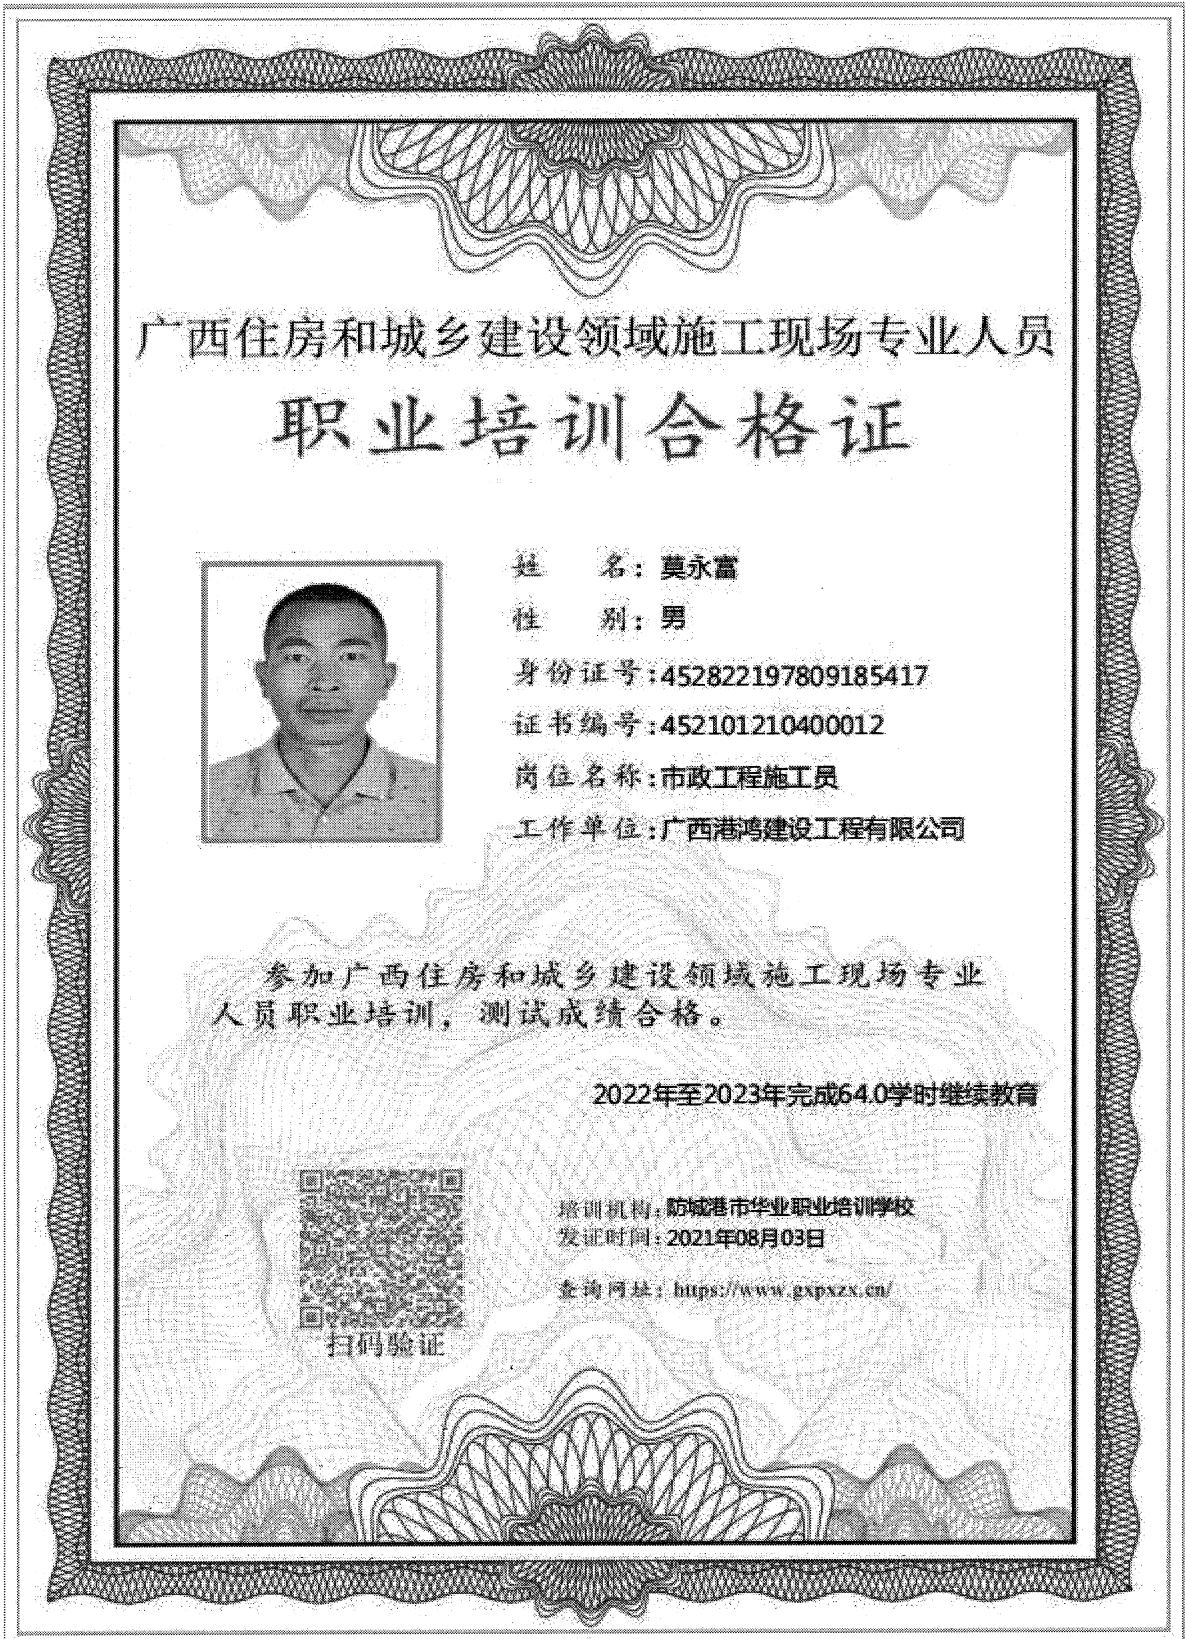 广西住房和城乡建设领域施工现场专业人员
职业培训合格证
姓 名：莫永富
性 别：男
身份证号：452822197809185417
证书编号：452101210400012
岗位名称：市政工程施工员
工作单位：广西港鸿建设工程有限公司
参加广西住房和城乡建设领域施工现场专业
人员职业培训，测试成绩合格。
2022年至2023年完成64.0学时继续教育
培训机构：防城港市华业职业培训学校
发证时间：2021年08月03日
查询网址：https://www.gxpxzx.cn/
扫码验证